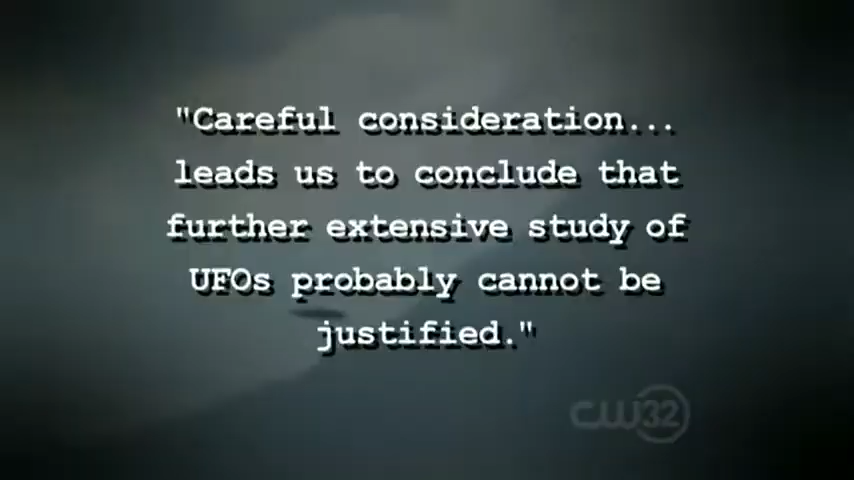 "Careful consideration...
leads us to conclude that
further extensive study of
UFOs probably cannot be
justified."
CW32